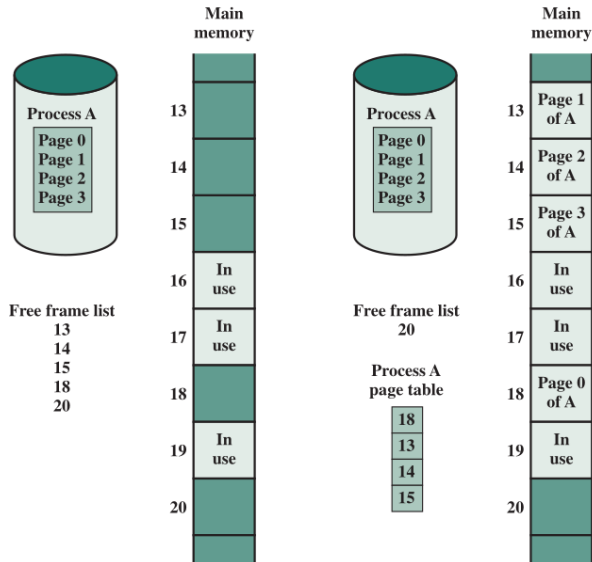 Main
memory
Process A
Page 0
Page 1
Page 2
Page 3
Free frame list
13
14
15
18
20
13
14
15
16
In
use
17
In
use
18
19
In
use
20
Process A
Page 0
Page 1
Page 2
Page 3
Free frame list
20
Process A
page table
18
13
14
15
Main
memory
13
Page 1
of A
14
Page 2
of A
15
Page 3
of A
16
In
use
17
In
use
18
Page 0
of A
19
In
use
20